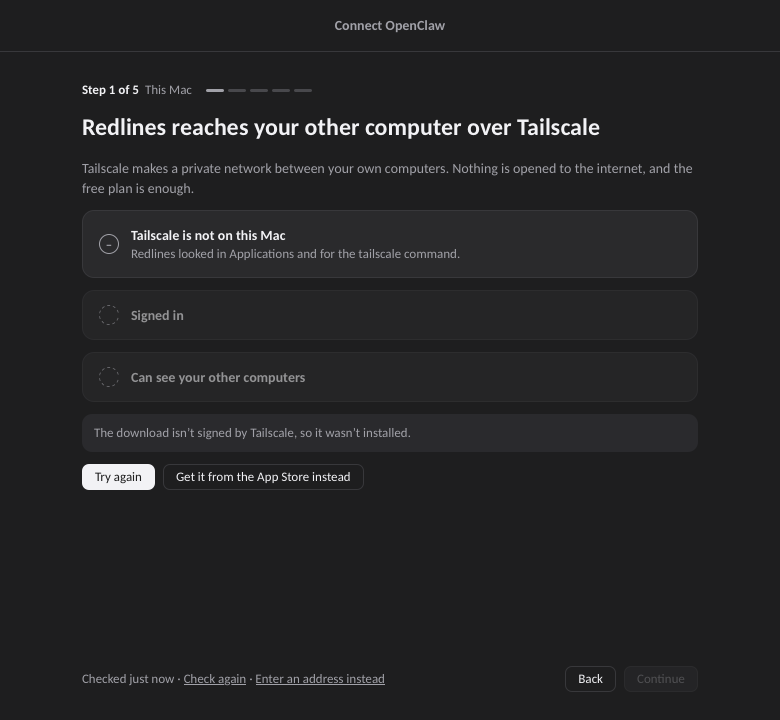 Connect OpenClaw
Step 1 of 5 This Mac
Redlines reaches your other computer over Tailscale
Tailscale makes a private network between your own computers. Nothing is opened to the internet, and the
free plan is enough.
Tailscale is not on this Mac
Redlines looked in Applications and for the tailscale command.
Signed in
Can see your other computers
The download isn’t signed by Tailscale, so it wasn’t installed.
Try again
Get it from the App Store instead
Checked just now · Check again · Enter an address instead
Back
Continue